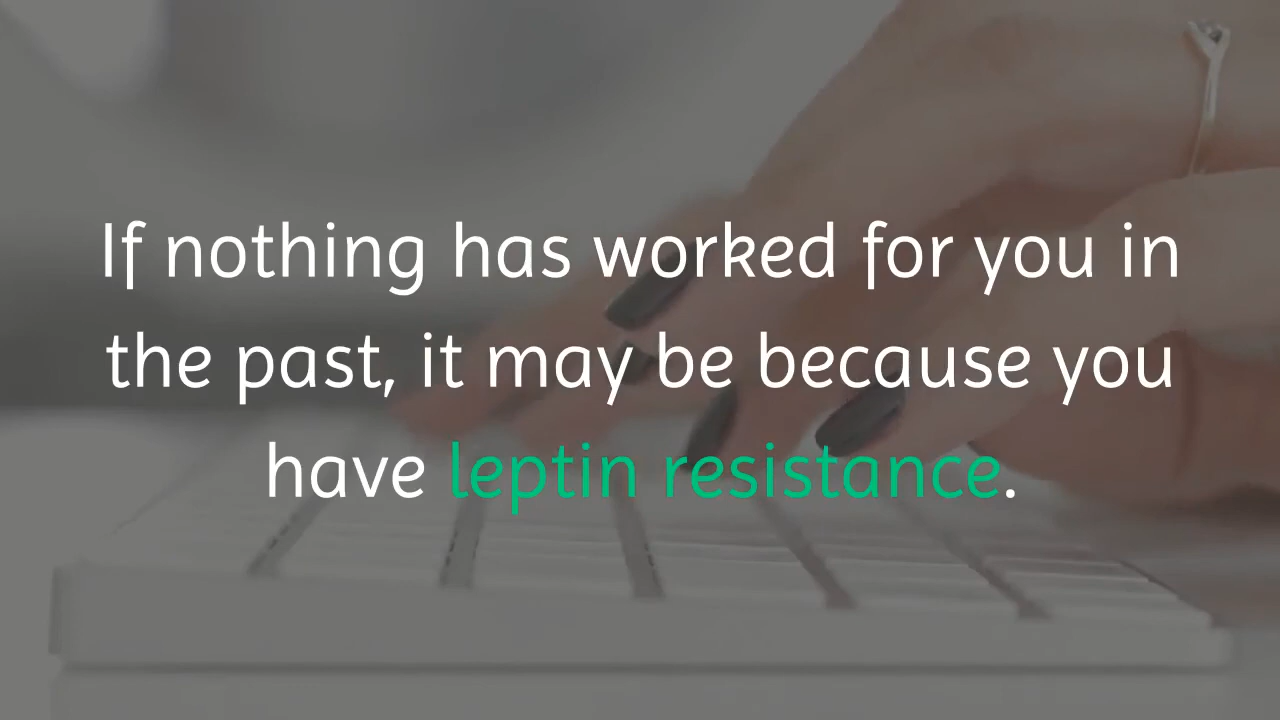 If nothing has worked for you in
the past, it may be because you
have leptin resistance.